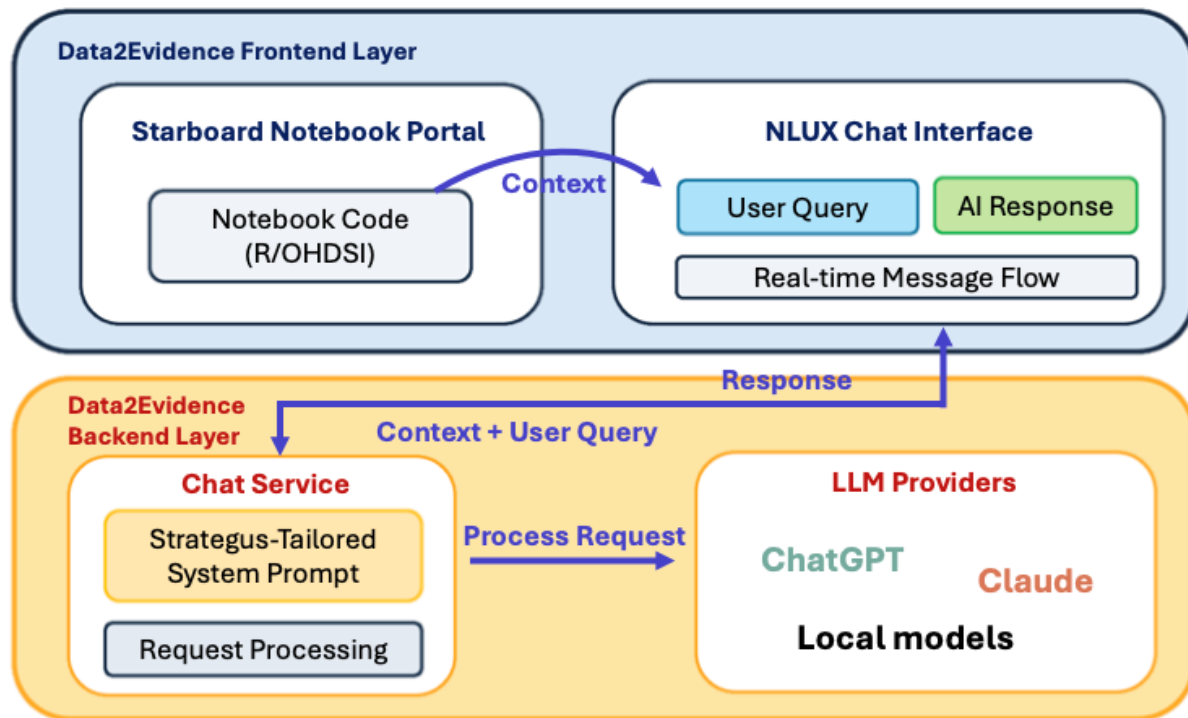 Data2Evidence Frontend Layer
Starboard Notebook Portal
Notebook Code
(R/OHDSI)
Context
NLUX Chat Interface
User Query
AI Response
Real-time Message Flow
Response
Data2Evidence
Backend Layer
Context + User Query
Chat Service
Strategus-Tailored
System Prompt
Request Processing
Process Request
LLM Providers
ChatGPT
Claude
Local models